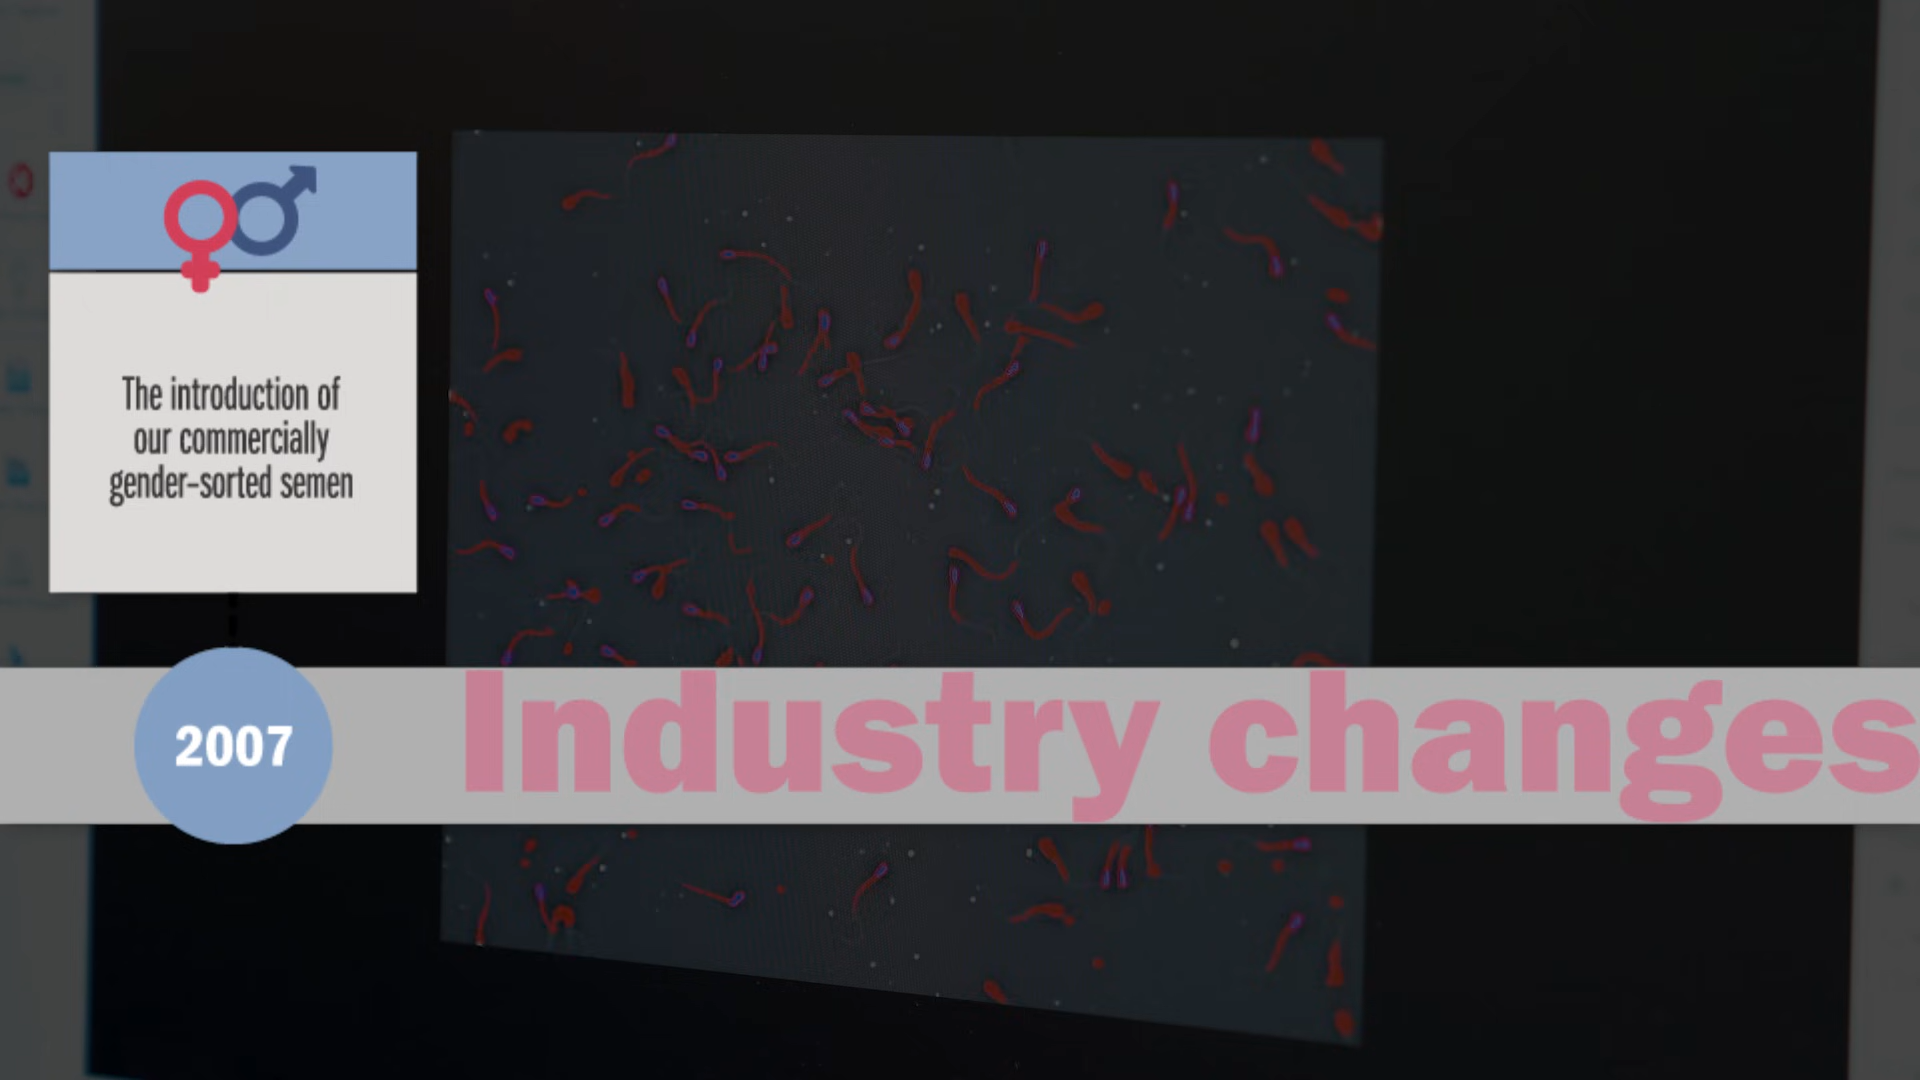 The introduction of
our commercially
gender-sorted semen
2007
Industry changes